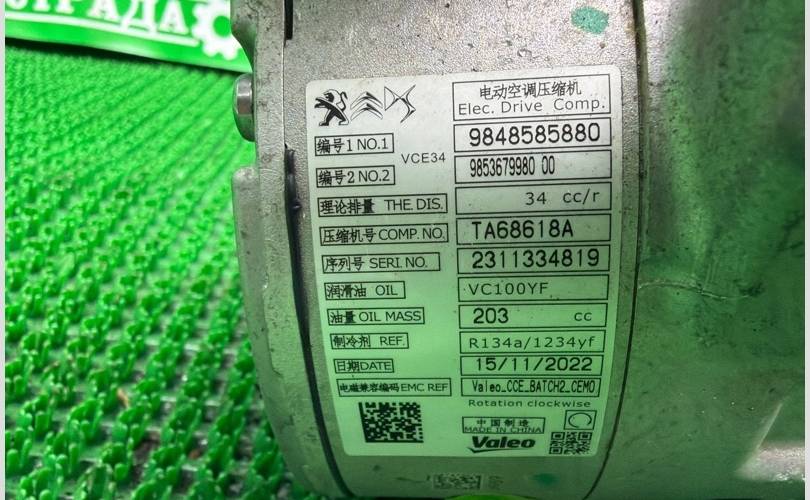 СТРАДА
电动空调压缩机
Elec. Drive Comp.
编号1 NO.1 9848585880
VCE34
编号2 NO.2 9853679980 00
理论排量 THE.DIS. 34 cc/r
压缩机号 COMP.NO. TA68618A
序列号 SERI.NO. 2311334819
润滑油 OIL VC100YF
油量 OIL MASS 203 cc
制冷剂 REF. R134a/1234yf
日期DATE 15/11/2022
电磁兼容编码 EMC REF Valeo_CCE_BATCH2_CEM0
Rotation clockwise
中国制造
MADE IN CHINA
Valeo